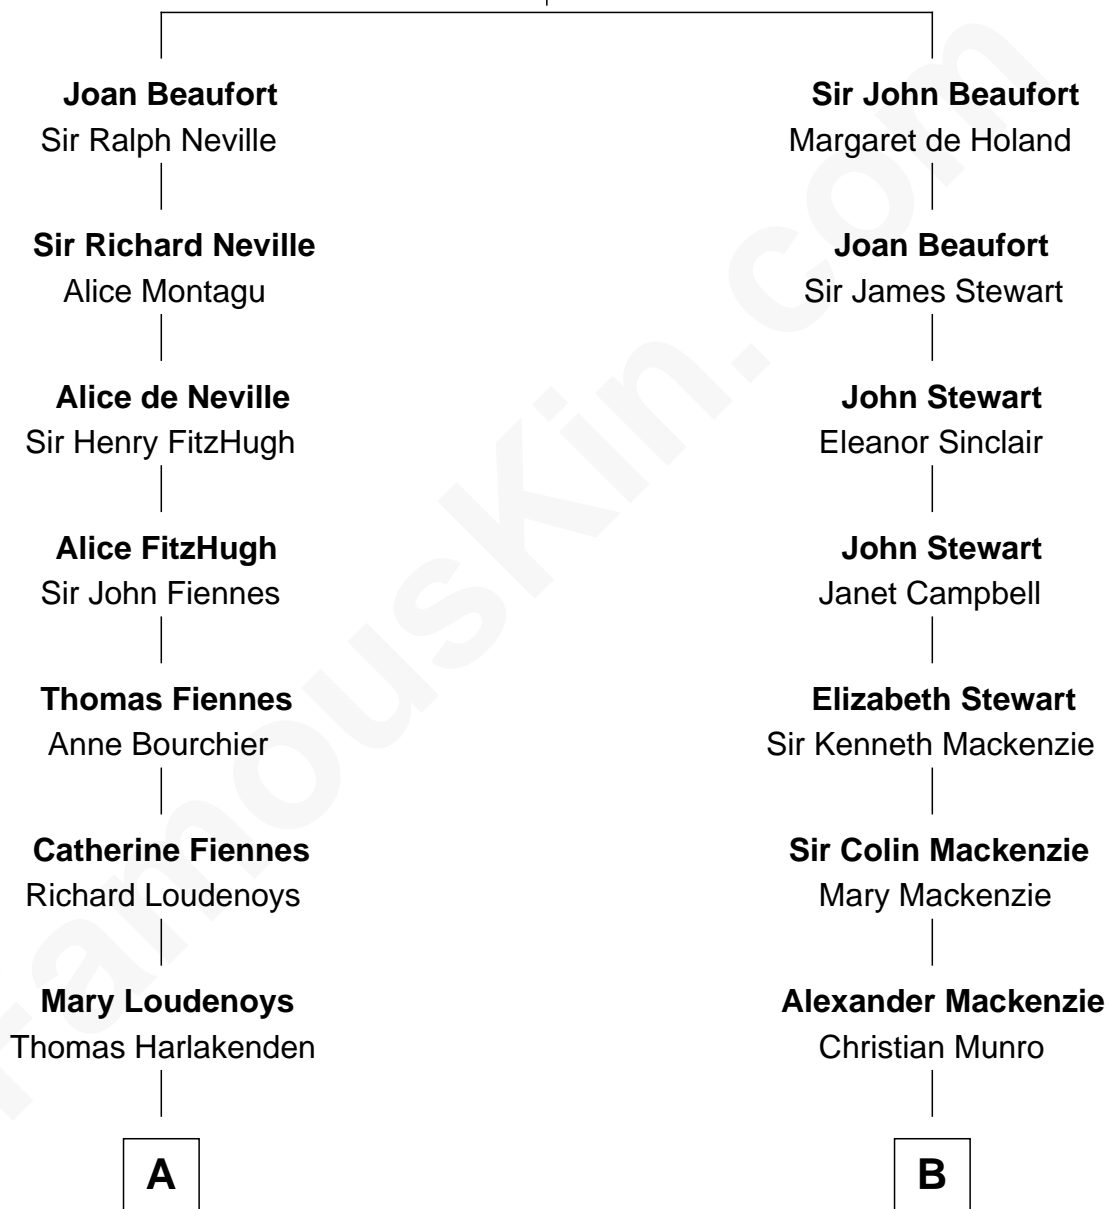 Joan Beaufort
Sir Ralph Neville
Sir Richard Neville
Alice Montagu
Alice de Neville
Sir Henry FitzHugh
Alice FitzHugh
Sir John Fiennes
Thomas Fiennes
Anne Bourchier
Catherine Fiennes
Richard Loudenoys
Mary Loudenoys
Thomas Harlakenden
A
Sir John Beaufort
Margaret de Holand
Joan Beaufort
Sir James Stewart
John Stewart
Eleanor Sinclair
John Stewart
Janet Campbell
Elizabeth Stewart
Sir Kenneth Mackenzie
Sir Colin Mackenzie
Mary Mackenzie
Alexander Mackenzie
Christian Munro
B
FamousKin.com